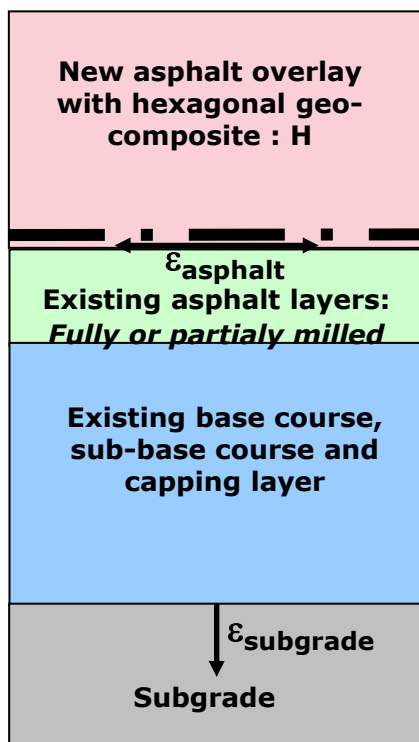 New asphalt overlay
with hexagonal geo-
composite : H
εasphalt
Existing asphalt layers:
Fully or partialy milled
Existing base course,
sub-base course and
capping layer
εsubgrade
Subgrade